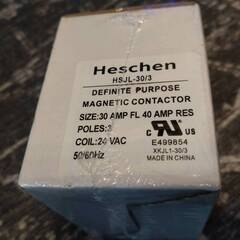 Heschen
HSJL-30/3
DEFINITE PURPOSE
MAGNETIC CONTACTOR
SIZE:30 AMP FL 40 AMP RES
POLES:3
COIL:24 VAC
50/60Hz
C RU US
E499854
XKJL1-30/3
MADE IN CHINA